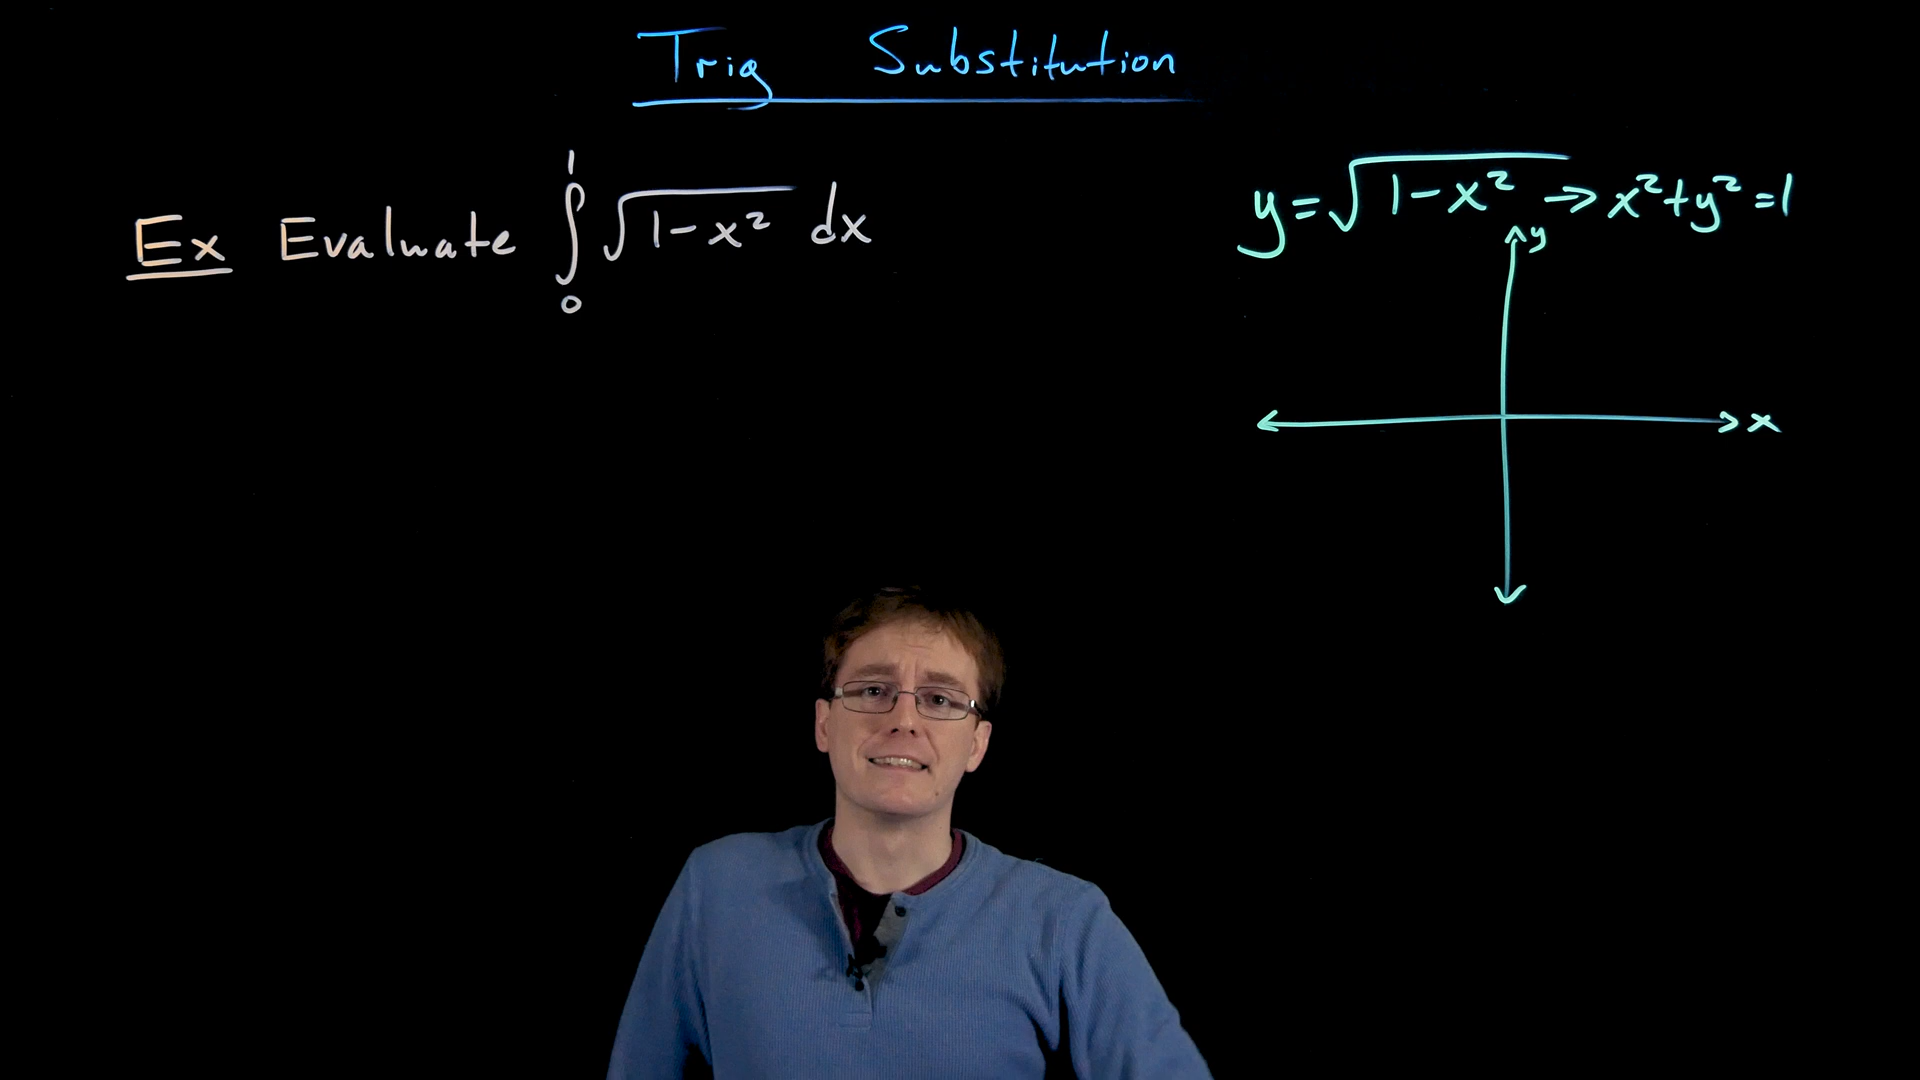 Trig Substitution
Ex Evaluate ∫₀¹ √(1-x²) dx
y=√(1-x²) → x²+y²=1
y
x